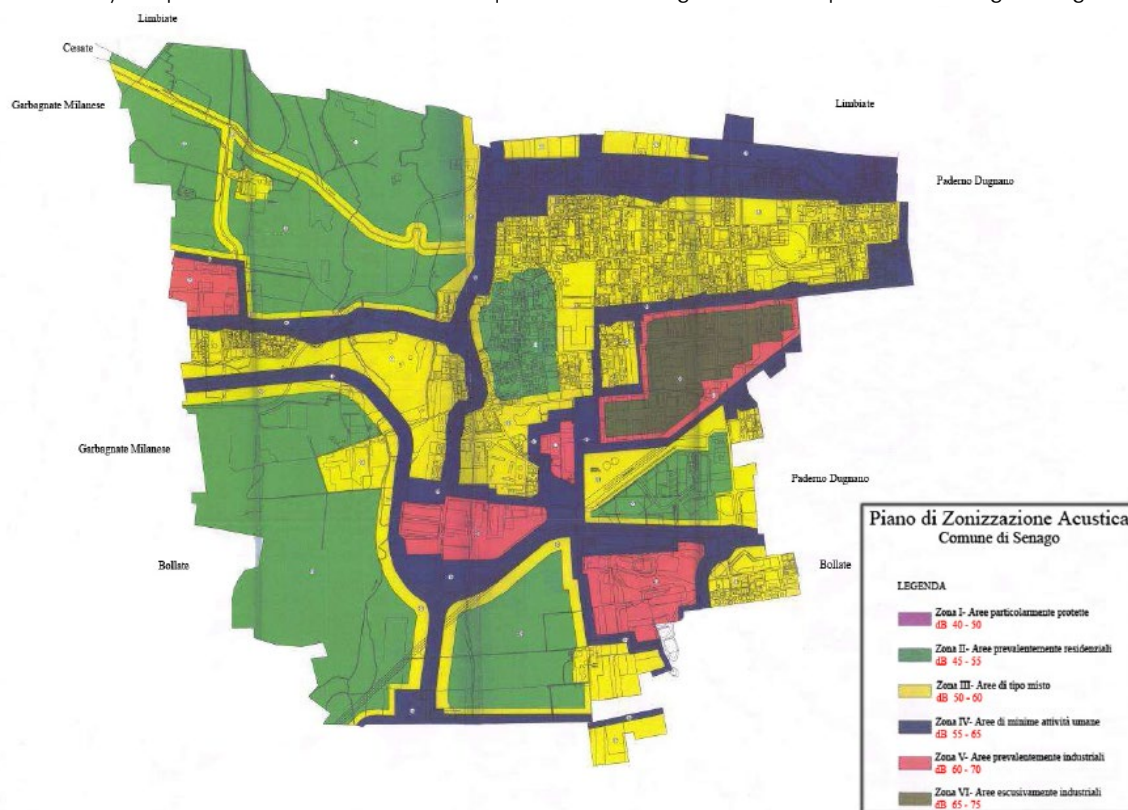 Limbiate
Cesate
Garbagnate Milanese
Limbiate
Paderno Dugnano
Garbagnate Milanese
Paderno Dugnano
Bollate
Bollate
Piano di Zonizzazione Acustica
Comune di Senago
LEGENDA
Zona I- Aree particolarmente protette
dB 40 - 50
Zona II- Aree prevalentemente residenziali
dB 45 - 55
Zona III- Aree di tipo misto
dB 50 - 60
Zona IV- Aree di minime attività umane
dB 55 - 65
Zona V- Aree prevalentemente industriali
dB 60 - 70
Zona VI- Aree escusivamente industriali
dB 65 - 75